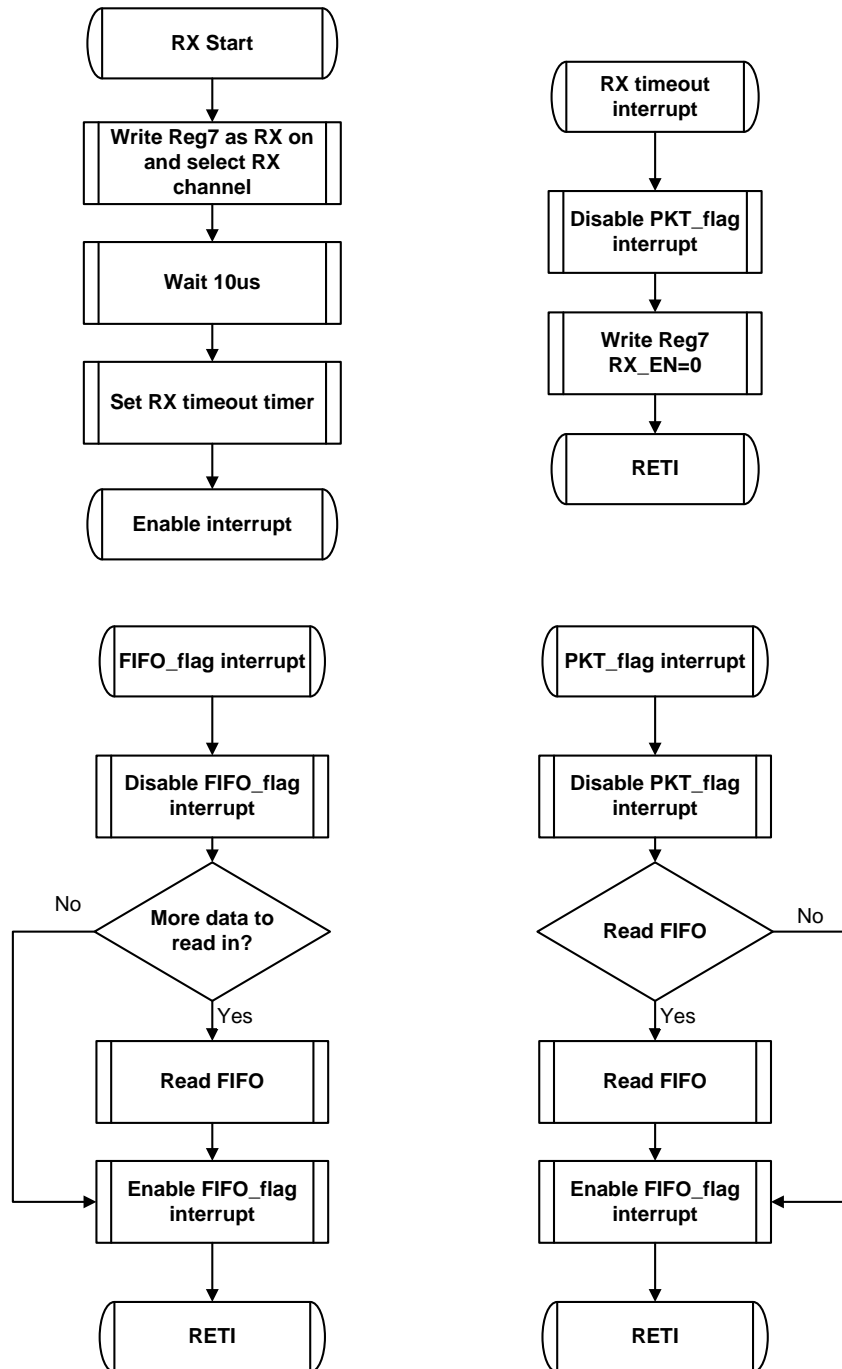 RX Start
Write Reg7 as RX on
and select RX
channel
Wait 10us
Set RX timeout timer
Enable interrupt
RX timeout
interrupt
Disable PKT_flag
interrupt
Write Reg7
RX_EN=0
RETI
FIFO_flag interrupt
Disable FIFO_flag
interrupt
No
More data to
read in?
Yes
Read FIFO
Enable FIFO_flag
interrupt
RETI
PKT_flag interrupt
Disable PKT_flag
interrupt
Read FIFO
No
Yes
Read FIFO
Enable FIFO_flag
interrupt
RETI